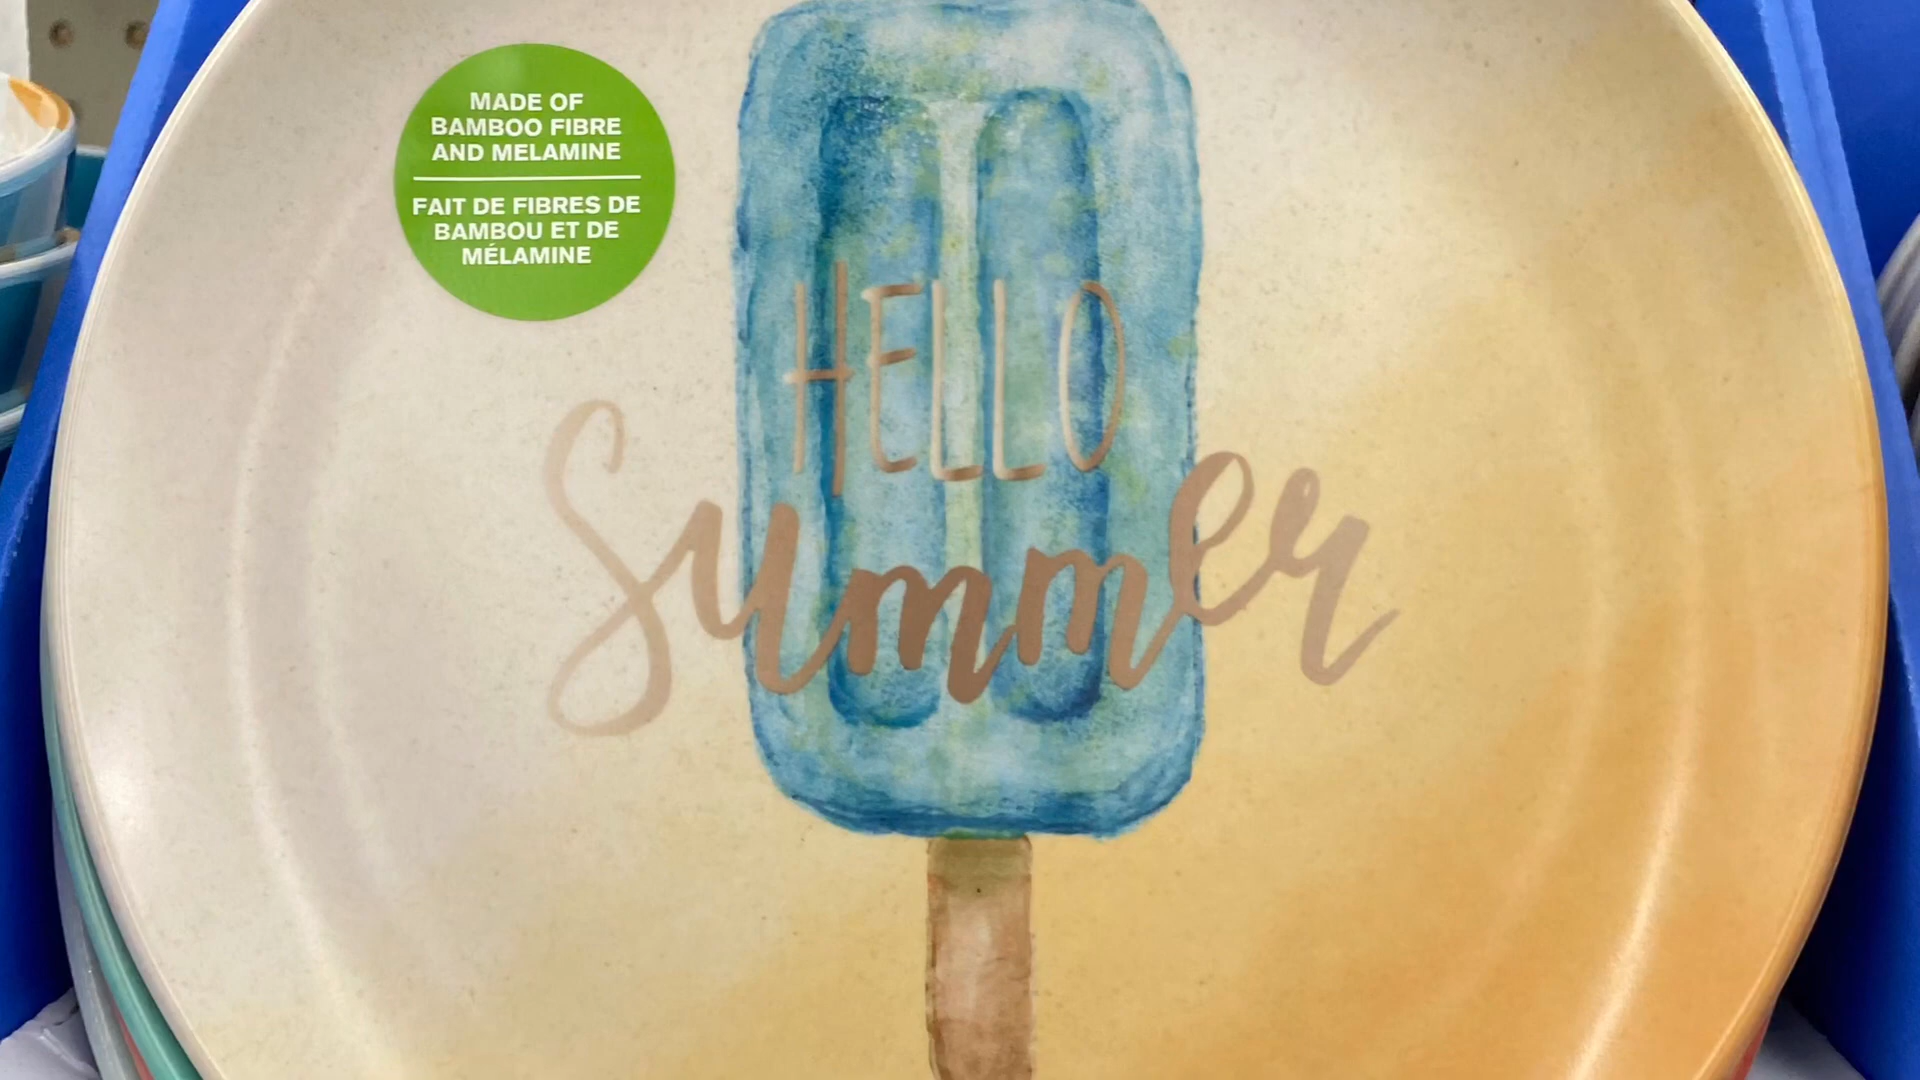 MADE OF
BAMBOO FIBRE
AND MELAMINE
FAIT DE FIBRES DE
BAMBOU ET DE
MÉLAMINE
HELLO
Summer